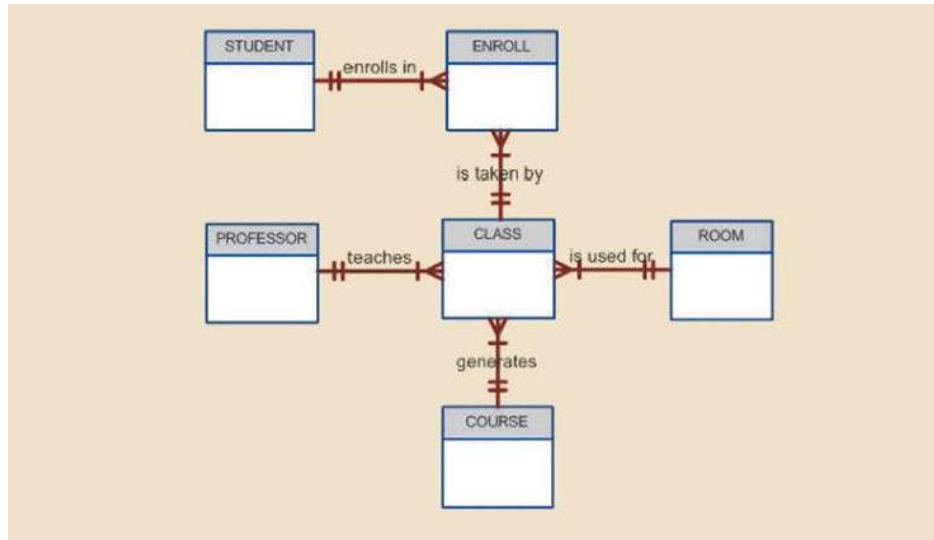 STUDENT
enrolls in
ENROLL
is taken by
PROFESSOR
teaches
CLASS
is used for
ROOM
generates
COURSE